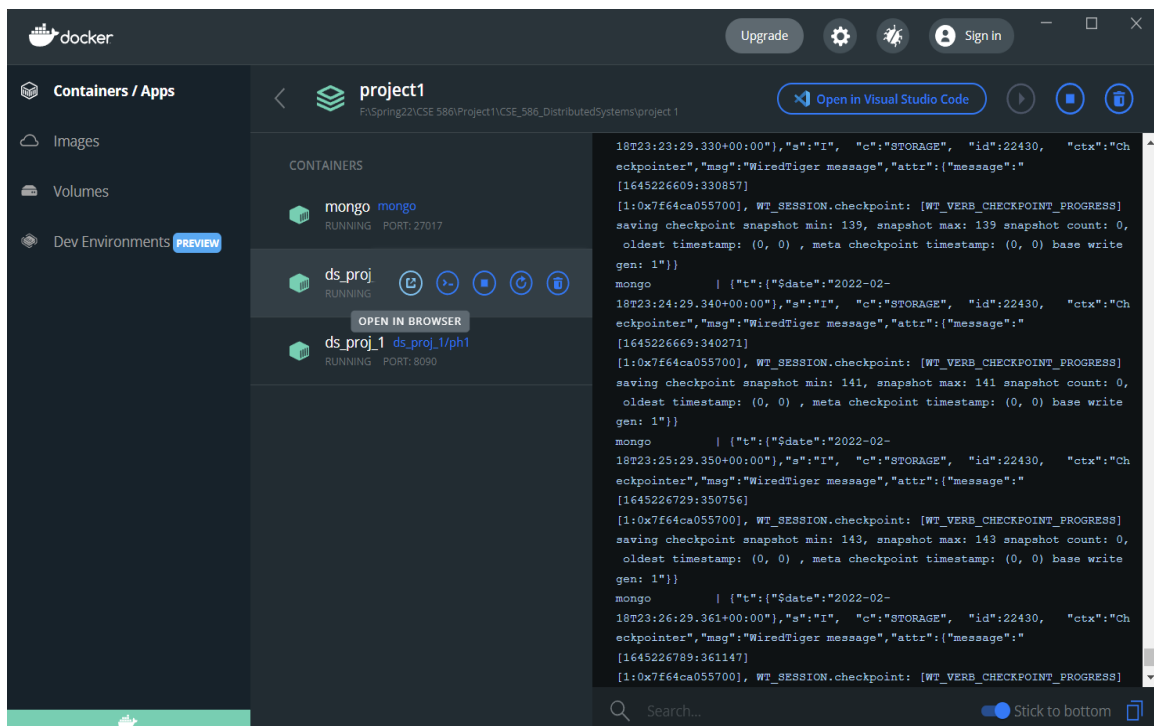 docker
Upgrade
Sign in
Containers / Apps
Images
Volumes
Dev Environments PREVIEW
project1
F:\Spring22\CSE 586\Project1\CSE_586_DistributedSystems\project 1
Open in Visual Studio Code
CONTAINERS
mongo mongo
RUNNING PORT: 27017
ds_proj
RUNNING
OPEN IN BROWSER
ds_proj_1 ds_proj_1/ph1
RUNNING PORT: 8090
18T23:23:29.330+00:00"},"s":"I", "c":"STORAGE", "id":22430, "ctx":"Ch
eckpointer","msg":"WiredTiger message","attr":{"message":"
[1645226609:330857]
[1:0x7f64ca055700], WT_SESSION.checkpoint: [WT_VERB_CHECKPOINT_PROGRESS]
saving checkpoint snapshot min: 139, snapshot max: 139 snapshot count: 0,
oldest timestamp: (0, 0) , meta checkpoint timestamp: (0, 0) base write
gen: 1"}}
mongo | {"t":{"$date":"2022-02-
18T23:24:29.340+00:00"},"s":"I", "c":"STORAGE", "id":22430, "ctx":"Ch
eckpointer","msg":"WiredTiger message","attr":{"message":"
[1645226669:340271]
[1:0x7f64ca055700], WT_SESSION.checkpoint: [WT_VERB_CHECKPOINT_PROGRESS]
saving checkpoint snapshot min: 141, snapshot max: 141 snapshot count: 0,
oldest timestamp: (0, 0) , meta checkpoint timestamp: (0, 0) base write
gen: 1"}}
mongo | {"t":{"$date":"2022-02-
18T23:25:29.350+00:00"},"s":"I", "c":"STORAGE", "id":22430, "ctx":"Ch
eckpointer","msg":"WiredTiger message","attr":{"message":"
[1645226729:350756]
[1:0x7f64ca055700], WT_SESSION.checkpoint: [WT_VERB_CHECKPOINT_PROGRESS]
saving checkpoint snapshot min: 143, snapshot max: 143 snapshot count: 0,
oldest timestamp: (0, 0) , meta checkpoint timestamp: (0, 0) base write
gen: 1"}}
mongo | {"t":{"$date":"2022-02-
18T23:26:29.361+00:00"},"s":"I", "c":"STORAGE", "id":22430, "ctx":"Ch
eckpointer","msg":"WiredTiger message","attr":{"message":"
[1645226789:361147]
[1:0x7f64ca055700], WT_SESSION.checkpoint: [WT_VERB_CHECKPOINT_PROGRESS]
Search...
Stick to bottom